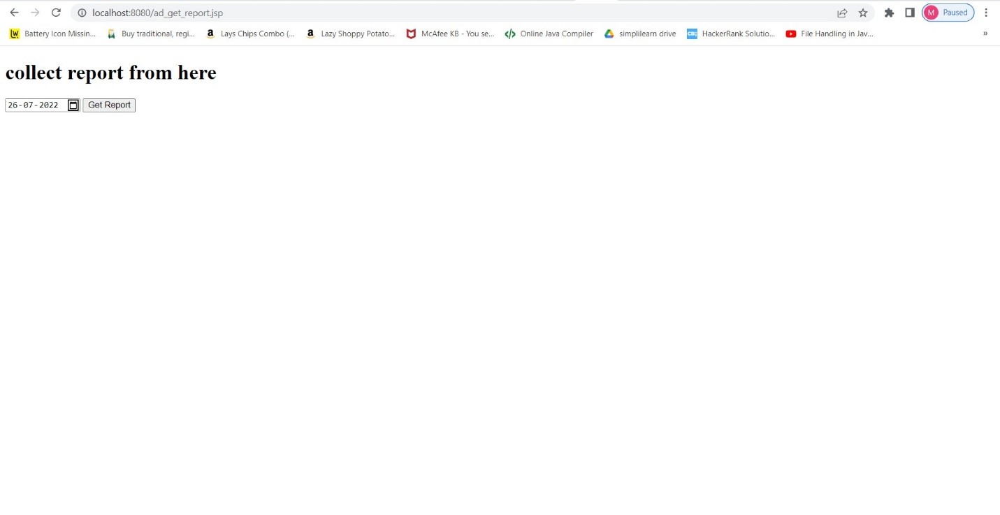 localhost:8080/ad_get_report.jsp M Paused
LW Battery Icon Missin... Buy traditional, regi... a Lays Chips Combo (... a Lazy Shoppy Potato... McAfee KB - You se... </> Online Java Compiler simplilearn drive CB; HackerRank Solutio... File Handling in Jav... »
collect report from here
26-07-2022 Get Report